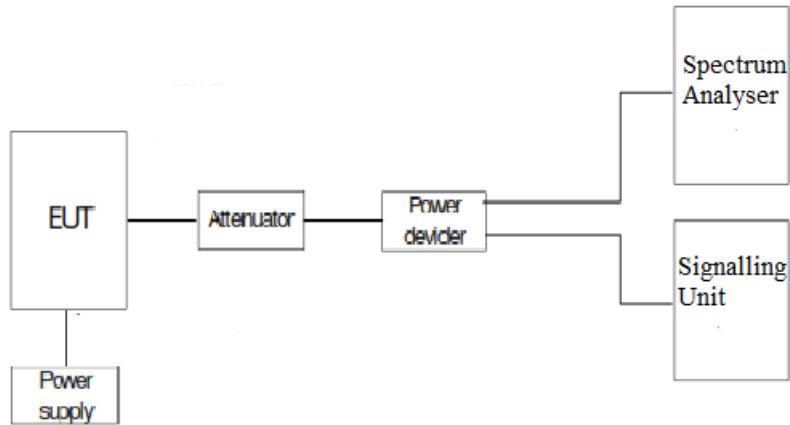 Spectrum
Analyser
EUT
Attenuator
Power
devider
Signalling
Unit
Power
supply